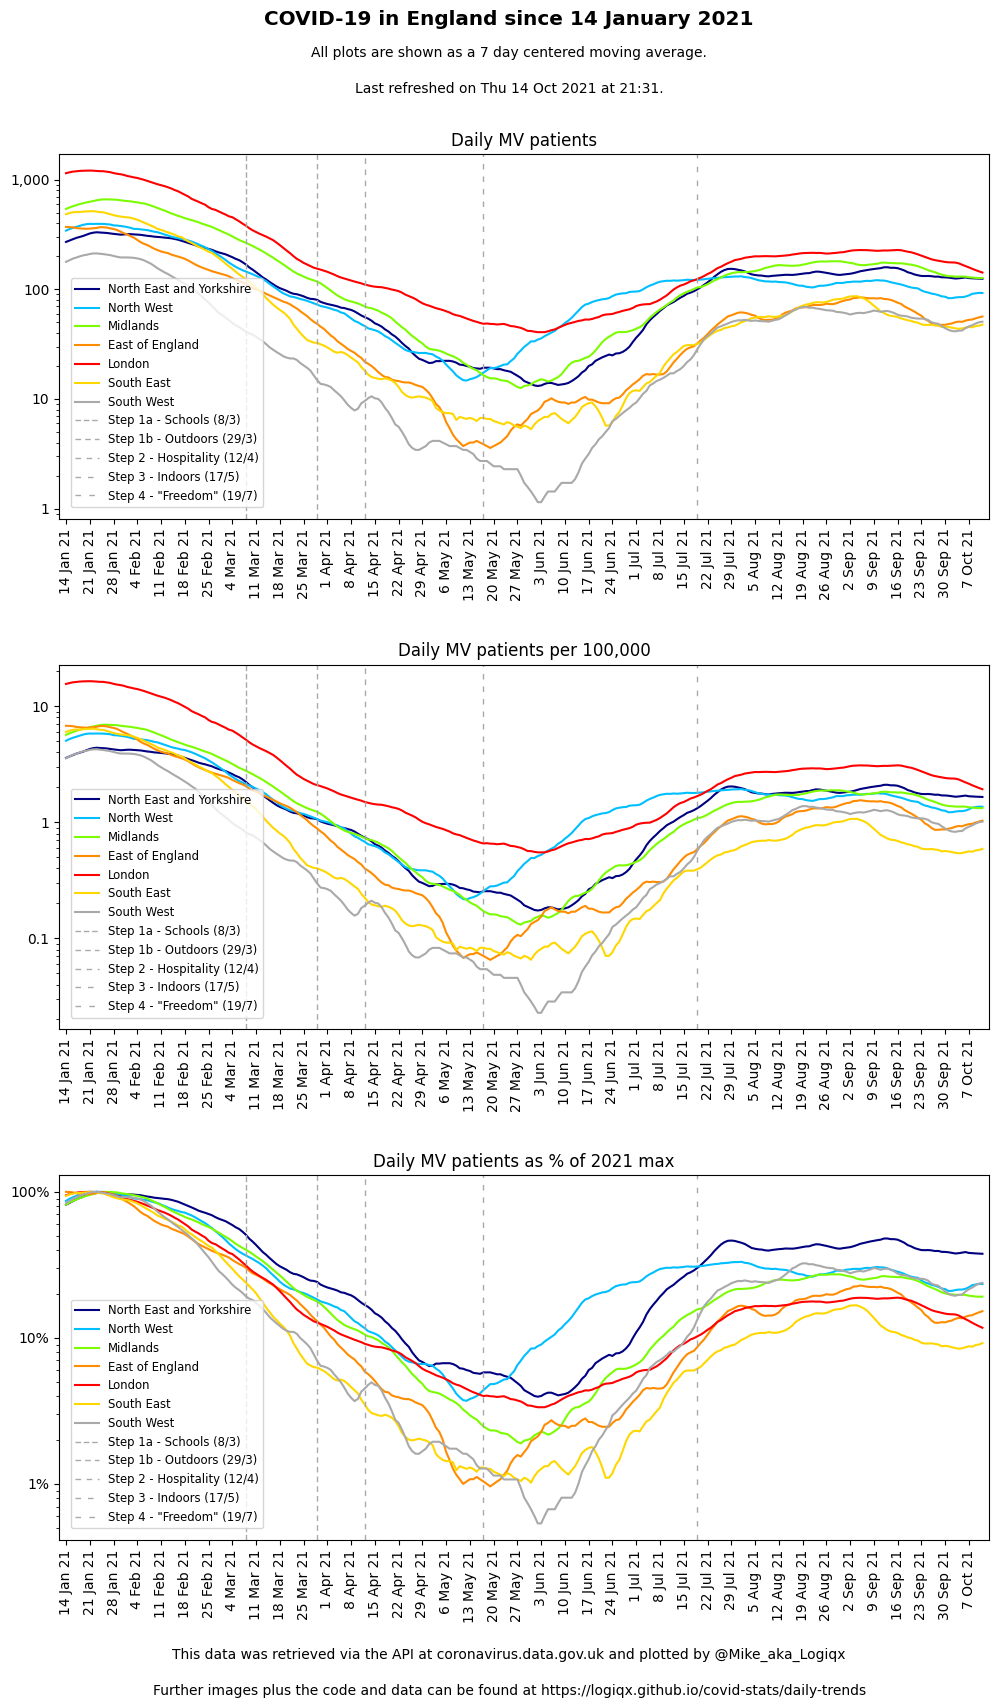 COVID-19 in England since 14 January 2021
All plots are shown as a 7 day centered moving average.
Last refreshed on Thu 14 Oct 2021 at 21:31.
Daily MV patients
1,000
100
10
1
North East and Yorkshire
North West
Midlands
East of England
London
South East
South West
Step 1a - Schools (8/3)
Step 1b - Outdoors (29/3)
Step 2 - Hospitality (12/4)
Step 3 - Indoors (17/5)
Step 4 - "Freedom" (19/7)
14 Jan 21
21 Jan 21
28 Jan 21
4 Feb 21
11 Feb 21
18 Feb 21
25 Feb 21
4 Mar 21
11 Mar 21
18 Mar 21
25 Mar 21
1 Apr 21
8 Apr 21
15 Apr 21
22 Apr 21
29 Apr 21
6 May 21
13 May 21
20 May 21
27 May 21
3 Jun 21
10 Jun 21
17 Jun 21
24 Jun 21
1 Jul 21
8 Jul 21
15 Jul 21
22 Jul 21
29 Jul 21
5 Aug 21
12 Aug 21
19 Aug 21
26 Aug 21
2 Sep 21
9 Sep 21
16 Sep 21
23 Sep 21
30 Sep 21
7 Oct 21
Daily MV patients per 100,000
10
1
0.1
North East and Yorkshire
North West
Midlands
East of England
London
South East
South West
Step 1a - Schools (8/3)
Step 1b - Outdoors (29/3)
Step 2 - Hospitality (12/4)
Step 3 - Indoors (17/5)
Step 4 - "Freedom" (19/7)
14 Jan 21
21 Jan 21
28 Jan 21
4 Feb 21
11 Feb 21
18 Feb 21
25 Feb 21
4 Mar 21
11 Mar 21
18 Mar 21
25 Mar 21
1 Apr 21
8 Apr 21
15 Apr 21
22 Apr 21
29 Apr 21
6 May 21
13 May 21
20 May 21
27 May 21
3 Jun 21
10 Jun 21
17 Jun 21
24 Jun 21
1 Jul 21
8 Jul 21
15 Jul 21
22 Jul 21
29 Jul 21
5 Aug 21
12 Aug 21
19 Aug 21
26 Aug 21
2 Sep 21
9 Sep 21
16 Sep 21
23 Sep 21
30 Sep 21
7 Oct 21
Daily MV patients as % of 2021 max
100%
10%
1%
North East and Yorkshire
North West
Midlands
East of England
London
South East
South West
Step 1a - Schools (8/3)
Step 1b - Outdoors (29/3)
Step 2 - Hospitality (12/4)
Step 3 - Indoors (17/5)
Step 4 - "Freedom" (19/7)
14 Jan 21
21 Jan 21
28 Jan 21
4 Feb 21
11 Feb 21
18 Feb 21
25 Feb 21
4 Mar 21
11 Mar 21
18 Mar 21
25 Mar 21
1 Apr 21
8 Apr 21
15 Apr 21
22 Apr 21
29 Apr 21
6 May 21
13 May 21
20 May 21
27 May 21
3 Jun 21
10 Jun 21
17 Jun 21
24 Jun 21
1 Jul 21
8 Jul 21
15 Jul 21
22 Jul 21
29 Jul 21
5 Aug 21
12 Aug 21
19 Aug 21
26 Aug 21
2 Sep 21
9 Sep 21
16 Sep 21
23 Sep 21
30 Sep 21
7 Oct 21
This data was retrieved via the API at coronavirus.data.gov.uk and plotted by @Mike_aka_Logiqx
Further images plus the code and data can be found at https://logiqx.github.io/covid-stats/daily-trends